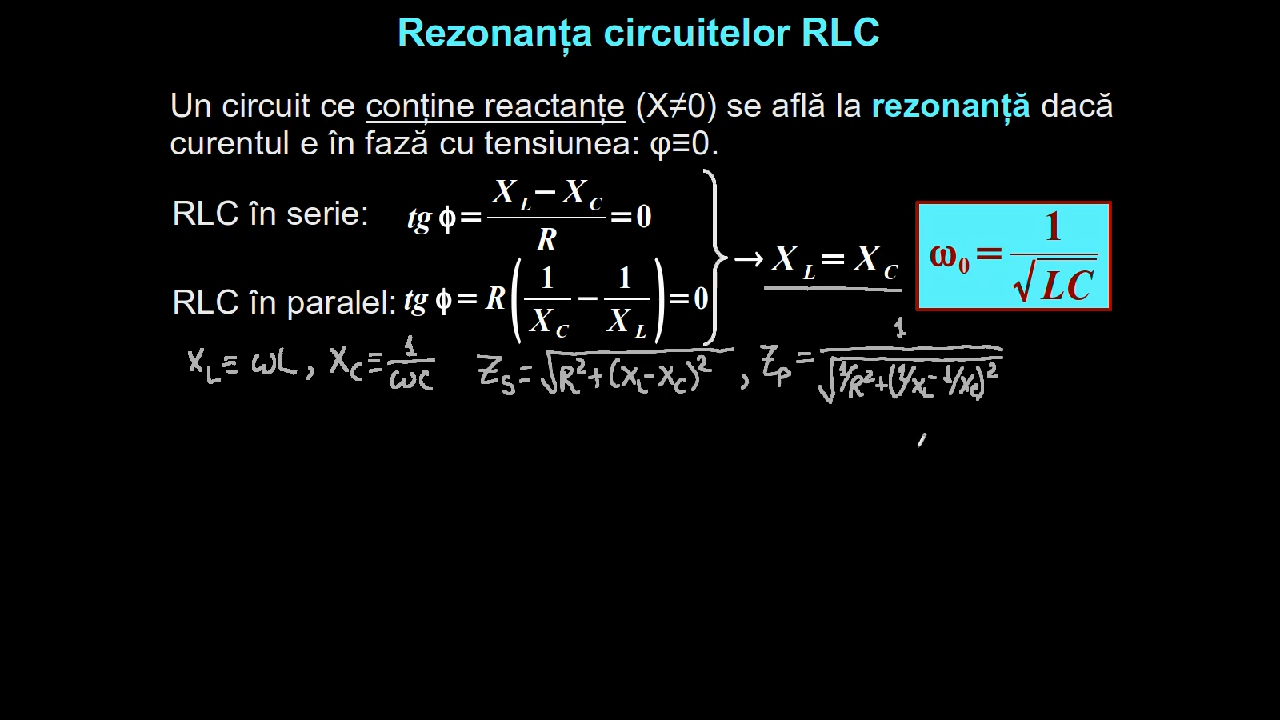 Rezonanța circuitelor RLC
Un circuit ce conține reactanțe (X≠0) se află la rezonanță dacă
curentul e în fază cu tensiunea: φ≡0.
RLC în serie: tg ϕ = (X_L − X_C)/R = 0
RLC în paralel: tg ϕ = R(1/X_C − 1/X_L) = 0
→ X_L = X_C
ω₀ = 1/√(LC)
X_L ≡ ωL, X_C ≡ 1/(ωC) Z_S = √(R² + (X_L − X_C)²), Z_P = 1/√(1/R² + (1/X_L − 1/X_C)²)